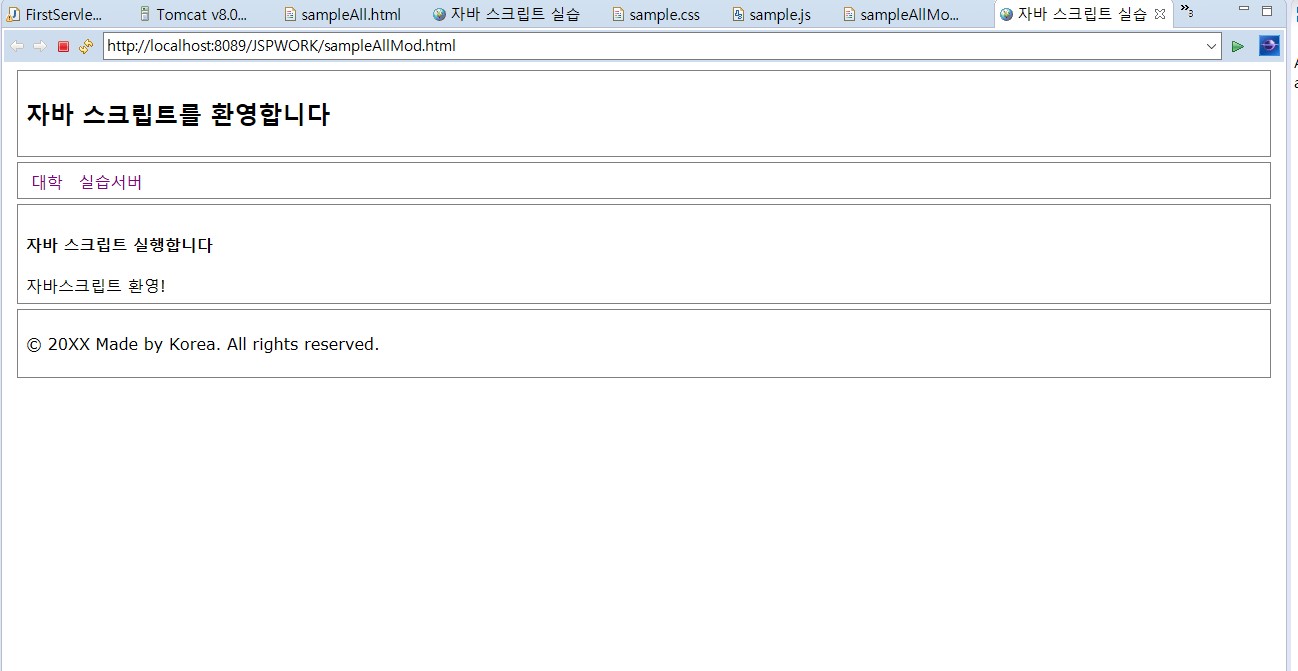 FirstServle... Tomcat v8.0... sampleAll.html 자바 스크립트 실습 sample.css sample.js sampleAllMo... 자바 스크립트 실습 »3
http://localhost:8089/JSPWORK/sampleAllMod.html
자바 스크립트를 환영합니다
대학 실습서버
자바 스크립트 실행합니다
자바스크립트 환영!
© 20XX Made by Korea. All rights reserved.